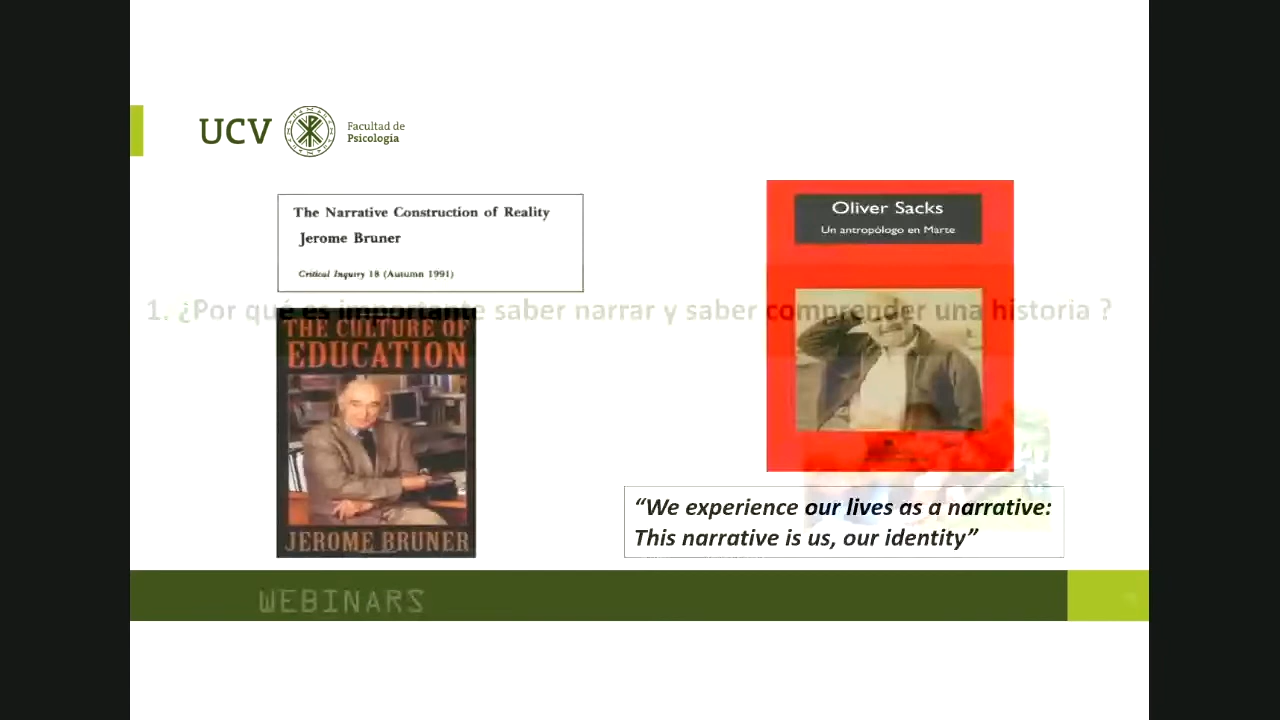 UCV
Facultad de
Psicología
The Narrative Construction of Reality
Jerome Bruner
Critical Inquiry 18 (Autumn 1991)
Oliver Sacks
Un antropólogo en Marte
1. ¿Por qué es importante saber narrar y saber comprender una historia ?
THE CULTURE OF
EDUCATION
JEROME BRUNER
“We experience our lives as a narrative:
This narrative is us, our identity”
WEBINARS